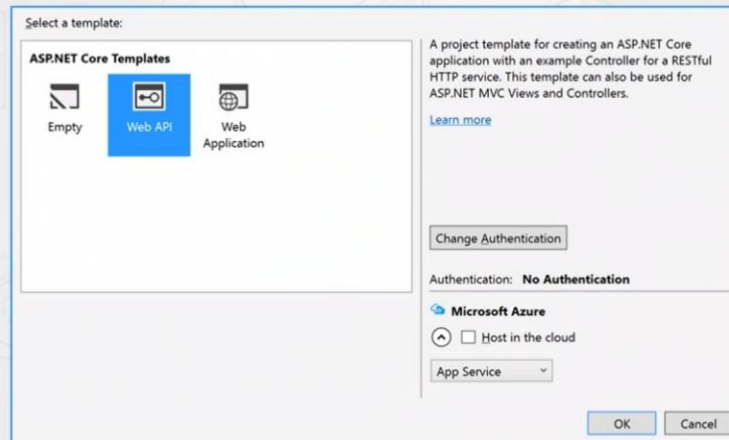 Select a template:
ASP.NET Core Templates
Empty
Web API
Web
Application
A project template for creating an ASP.NET Core
application with an example Controller for a RESTful
HTTP service. This template can also be used for
ASP.NET MVC Views and Controllers.
Learn more
Change Authentication
Authentication: No Authentication
Microsoft Azure
Host in the cloud
App Service
OK
Cancel